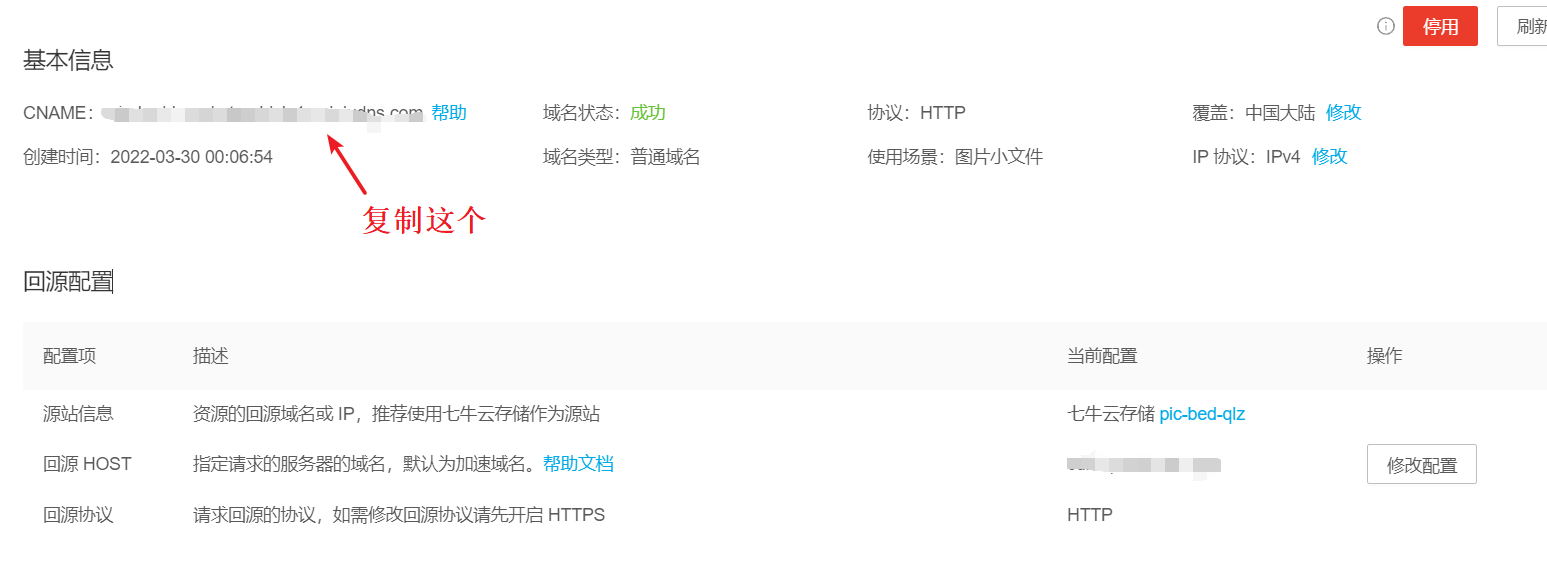 停用
刷新
基本信息
CNAME： 帮助 域名状态：成功 协议：HTTP 覆盖：中国大陆 修改
创建时间：2022-03-30 00:06:54 域名类型：普通域名 使用场景：图片小文件 IP 协议：IPv4 修改
复制这个
回源配置
配置项 描述 当前配置 操作
源站信息 资源的回源域名或 IP，推荐使用七牛云存储作为源站 七牛云存储 pic-bed-qlz
回源 HOST 指定请求的服务器的域名，默认为加速域名。帮助文档 修改配置
回源协议 请求回源的协议，如需修改回源协议请先开启 HTTPS HTTP